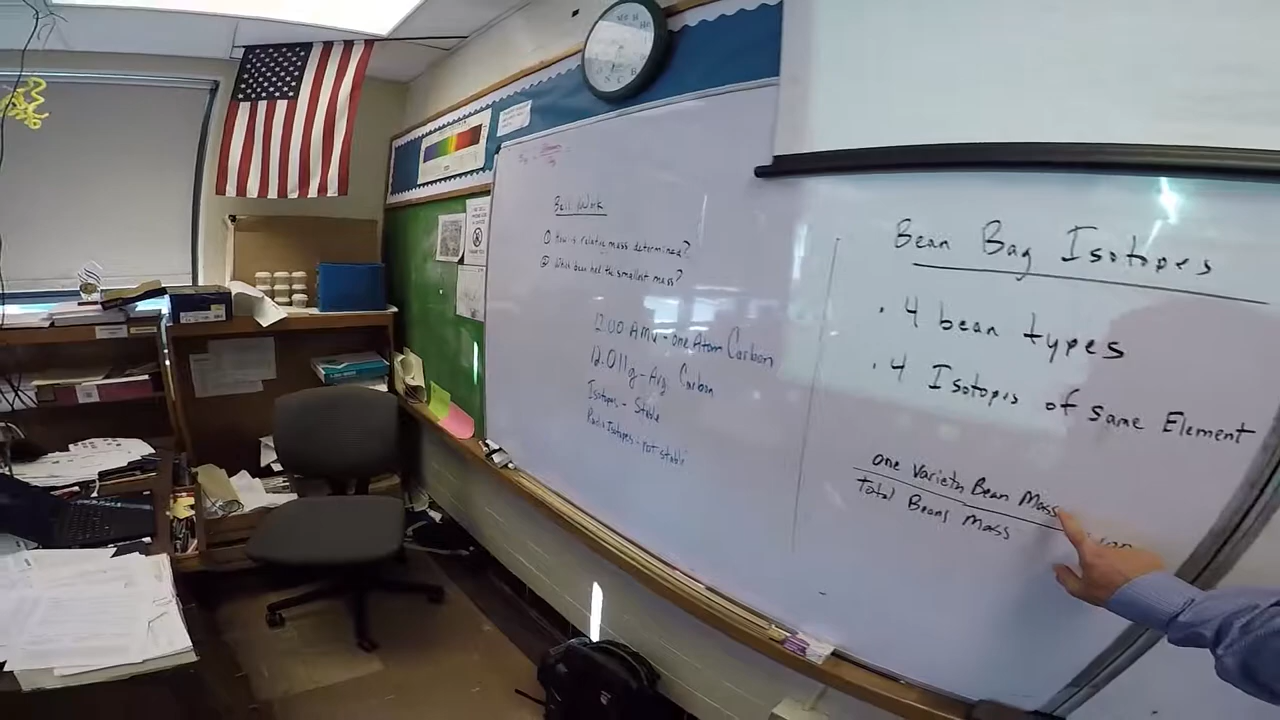 Bell Work
① How is relative mass determined?
② Which bean had the smallest mass?
12.00 AMU - one Atom Carbon
12.011g - Avg. Carbon
Isotopes - Stable
Radio Isotopes - not stable
Bean Bag Isotopes
· 4 bean types
· 4 Isotopes of same Element
one Varieth Bean Mass
Total Beans Mass